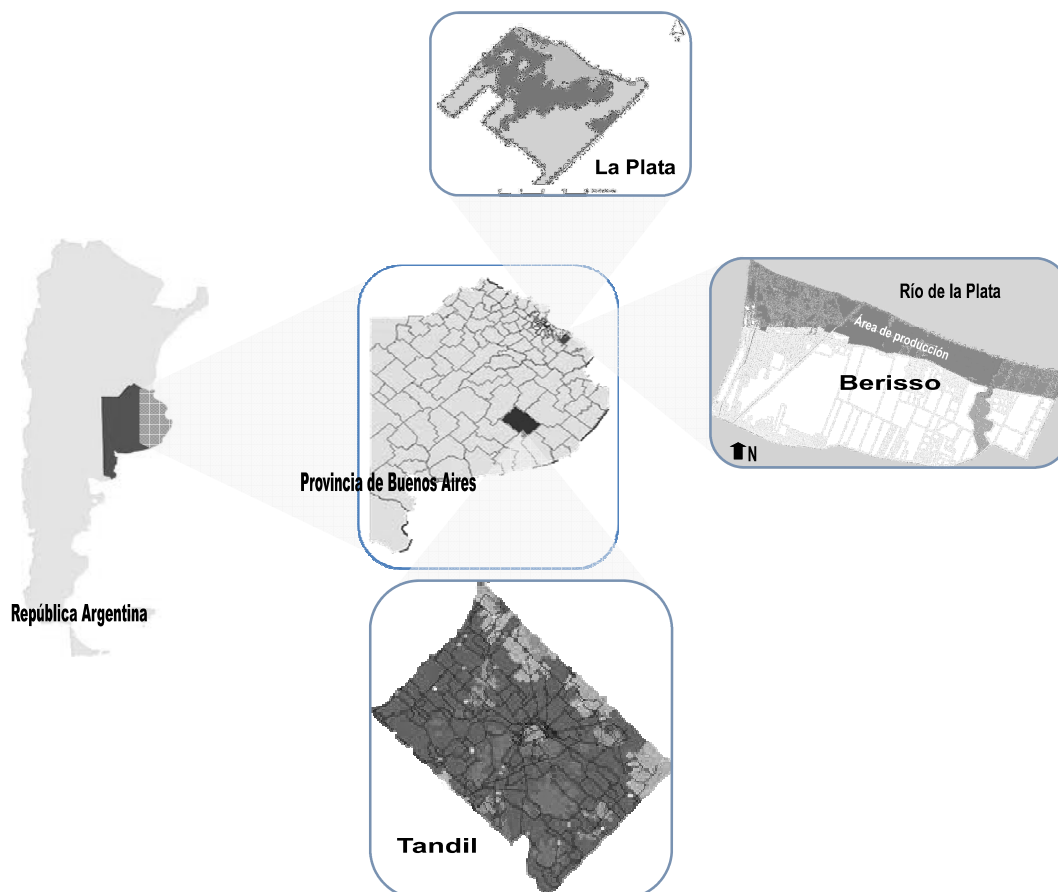 La Plata
Río de la Plata
Área de producción
Berisso
N
Provincia de Buenos Aires
República Argentina
Tandil